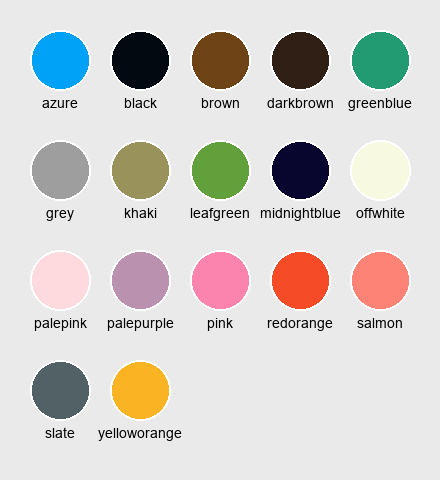 azure black brown darkbrown greenblue
grey khaki leafgreen midnightblue offwhite
palepink palepurple pink redorange salmon
slate yelloworange